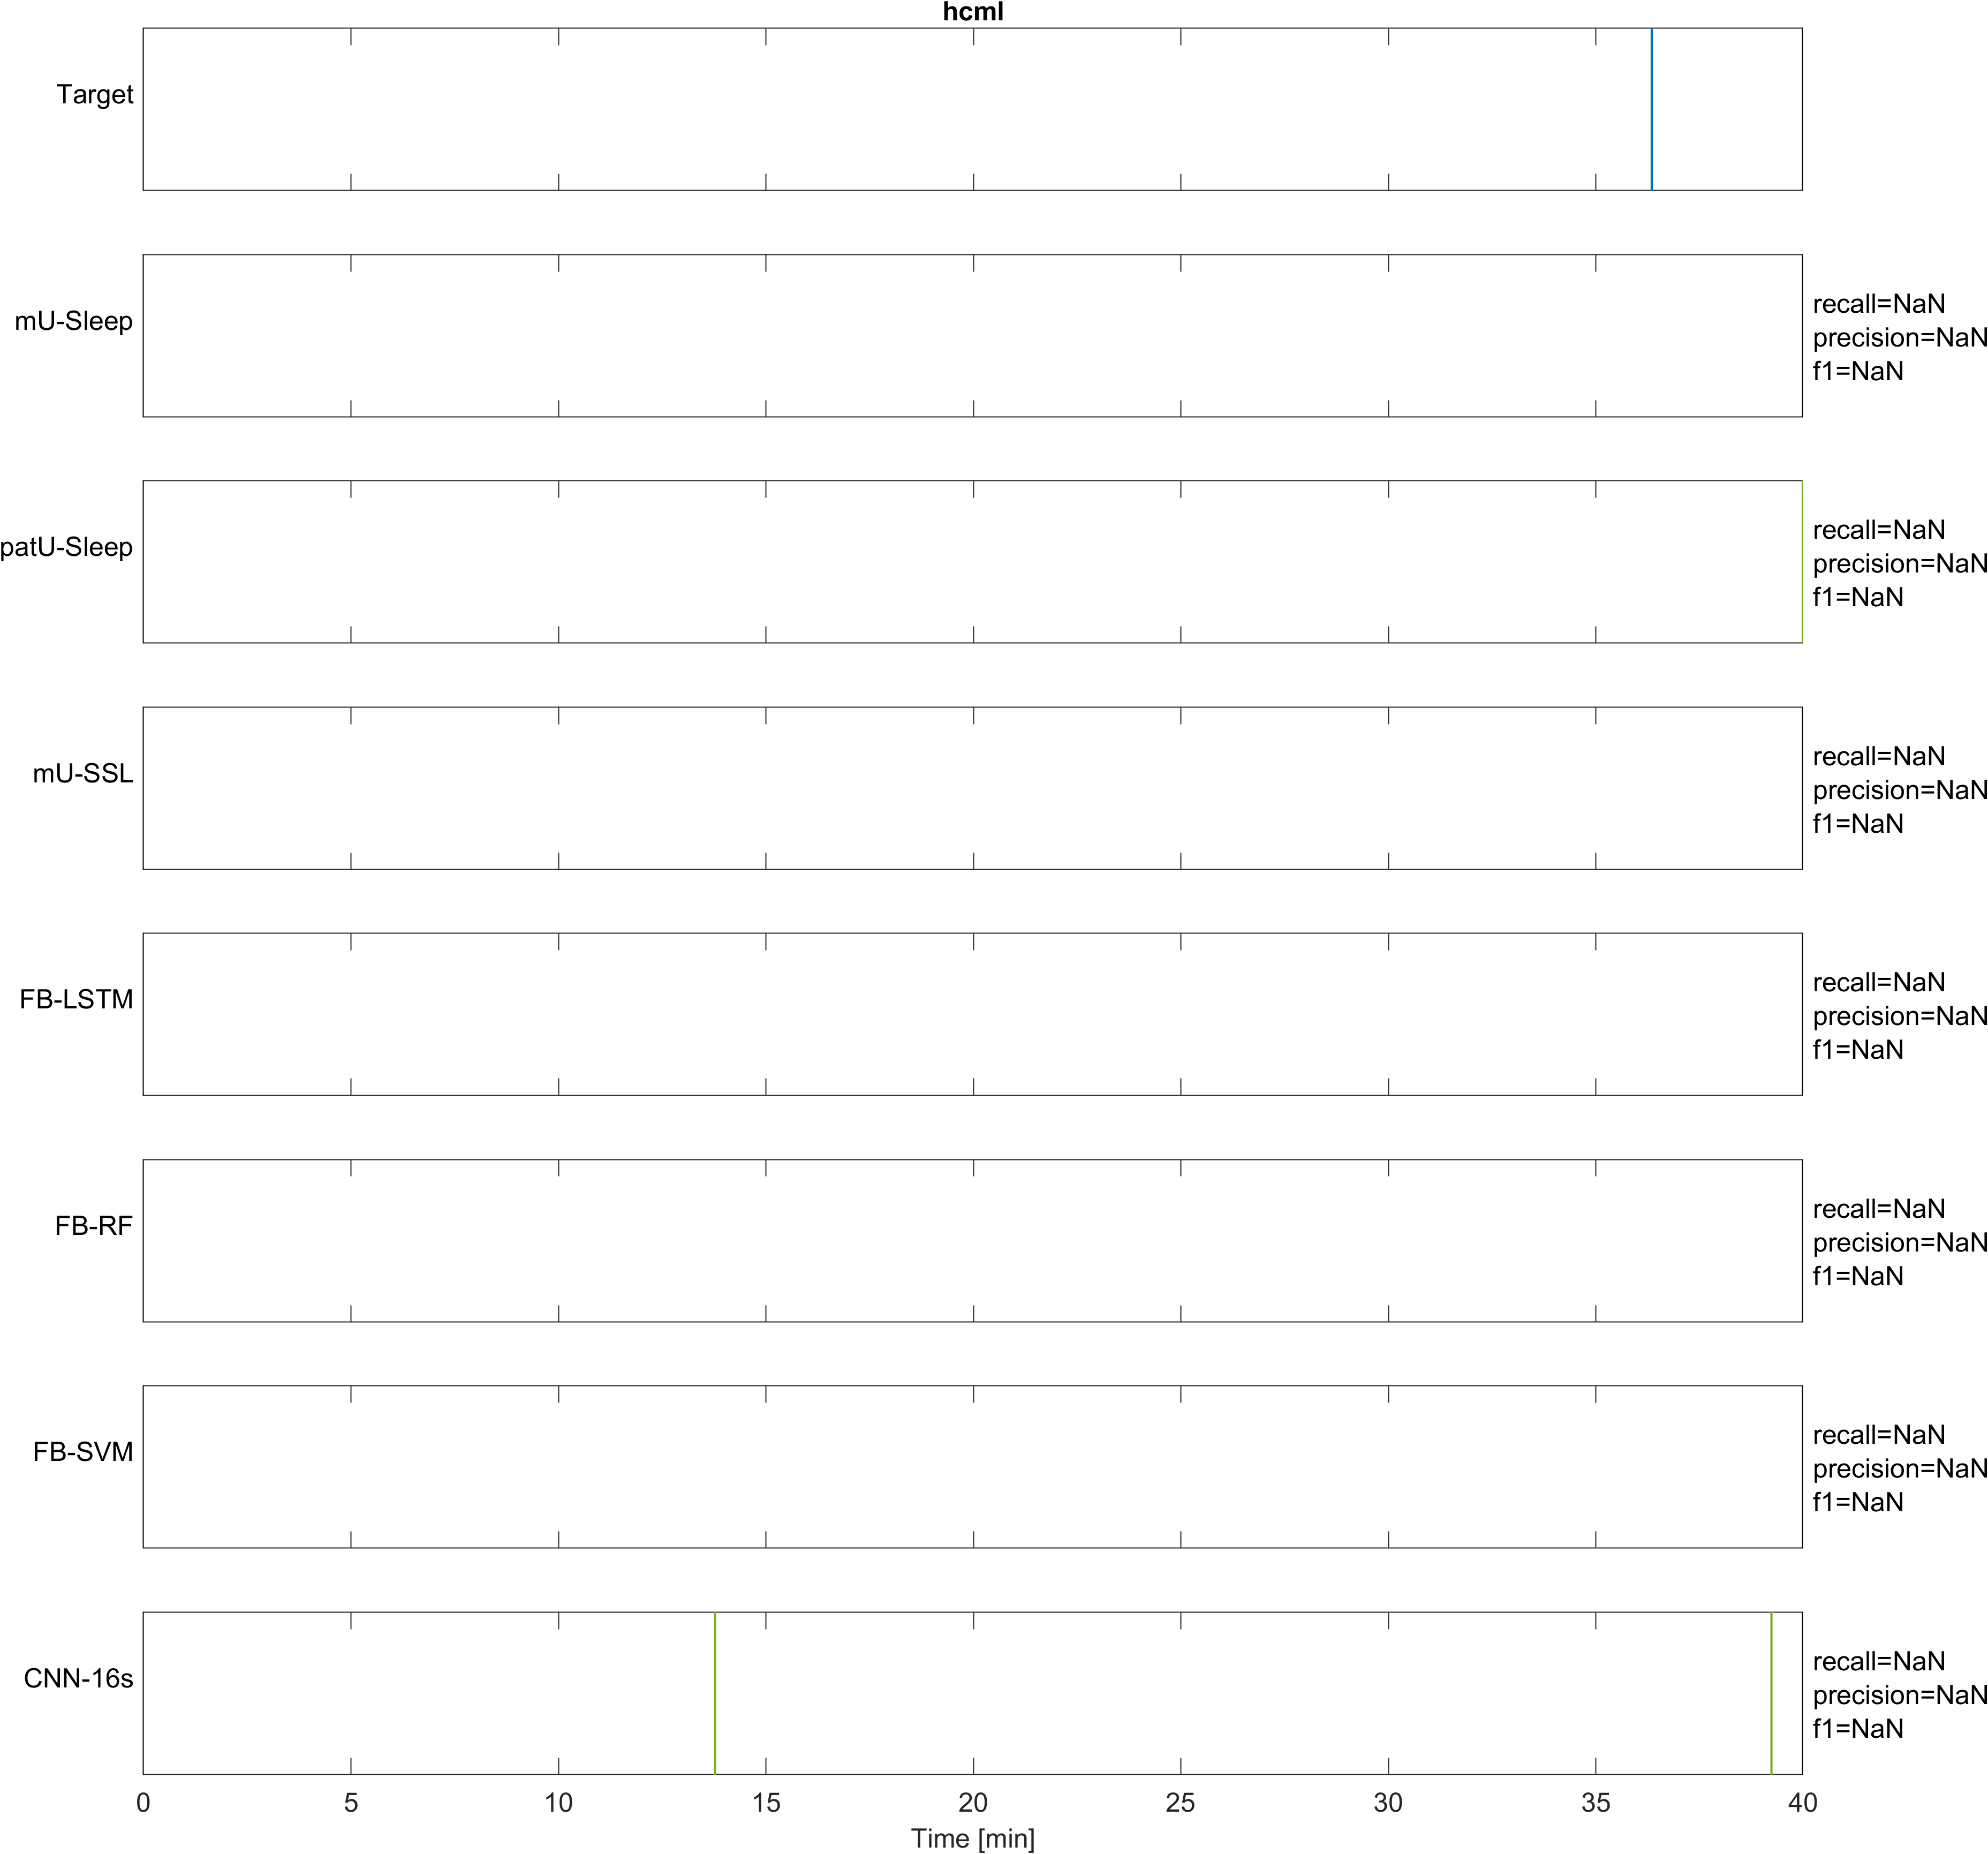 hcml
Target
mU-Sleep
recall=NaN
precision=NaN
f1=NaN
patU-Sleep
recall=NaN
precision=NaN
f1=NaN
mU-SSL
recall=NaN
precision=NaN
f1=NaN
FB-LSTM
recall=NaN
precision=NaN
f1=NaN
FB-RF
recall=NaN
precision=NaN
f1=NaN
FB-SVM
recall=NaN
precision=NaN
f1=NaN
CNN-16s
recall=NaN
precision=NaN
f1=NaN
0 5 10 15 20 25 30 35 40
Time [min]